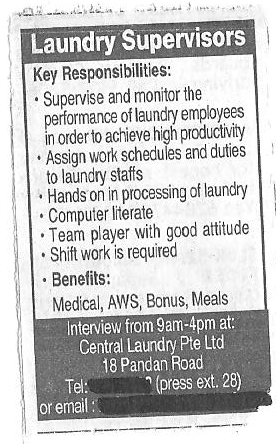 Laundry Supervisors
Key Responsibilities:
• Supervise and monitor the
performance of laundry employees
in order to achieve high productivity
• Assign work schedules and duties
to laundry staffs
• Hands on in processing of laundry
• Computer literate
• Team player with good attitude
• Shift work is required
• Benefits:
Medical, AWS, Bonus, Meals
Interview from 9am-4pm at:
Central Laundry Pte Ltd
18 Pandan Road
Tel: (press ext. 28)
or email :